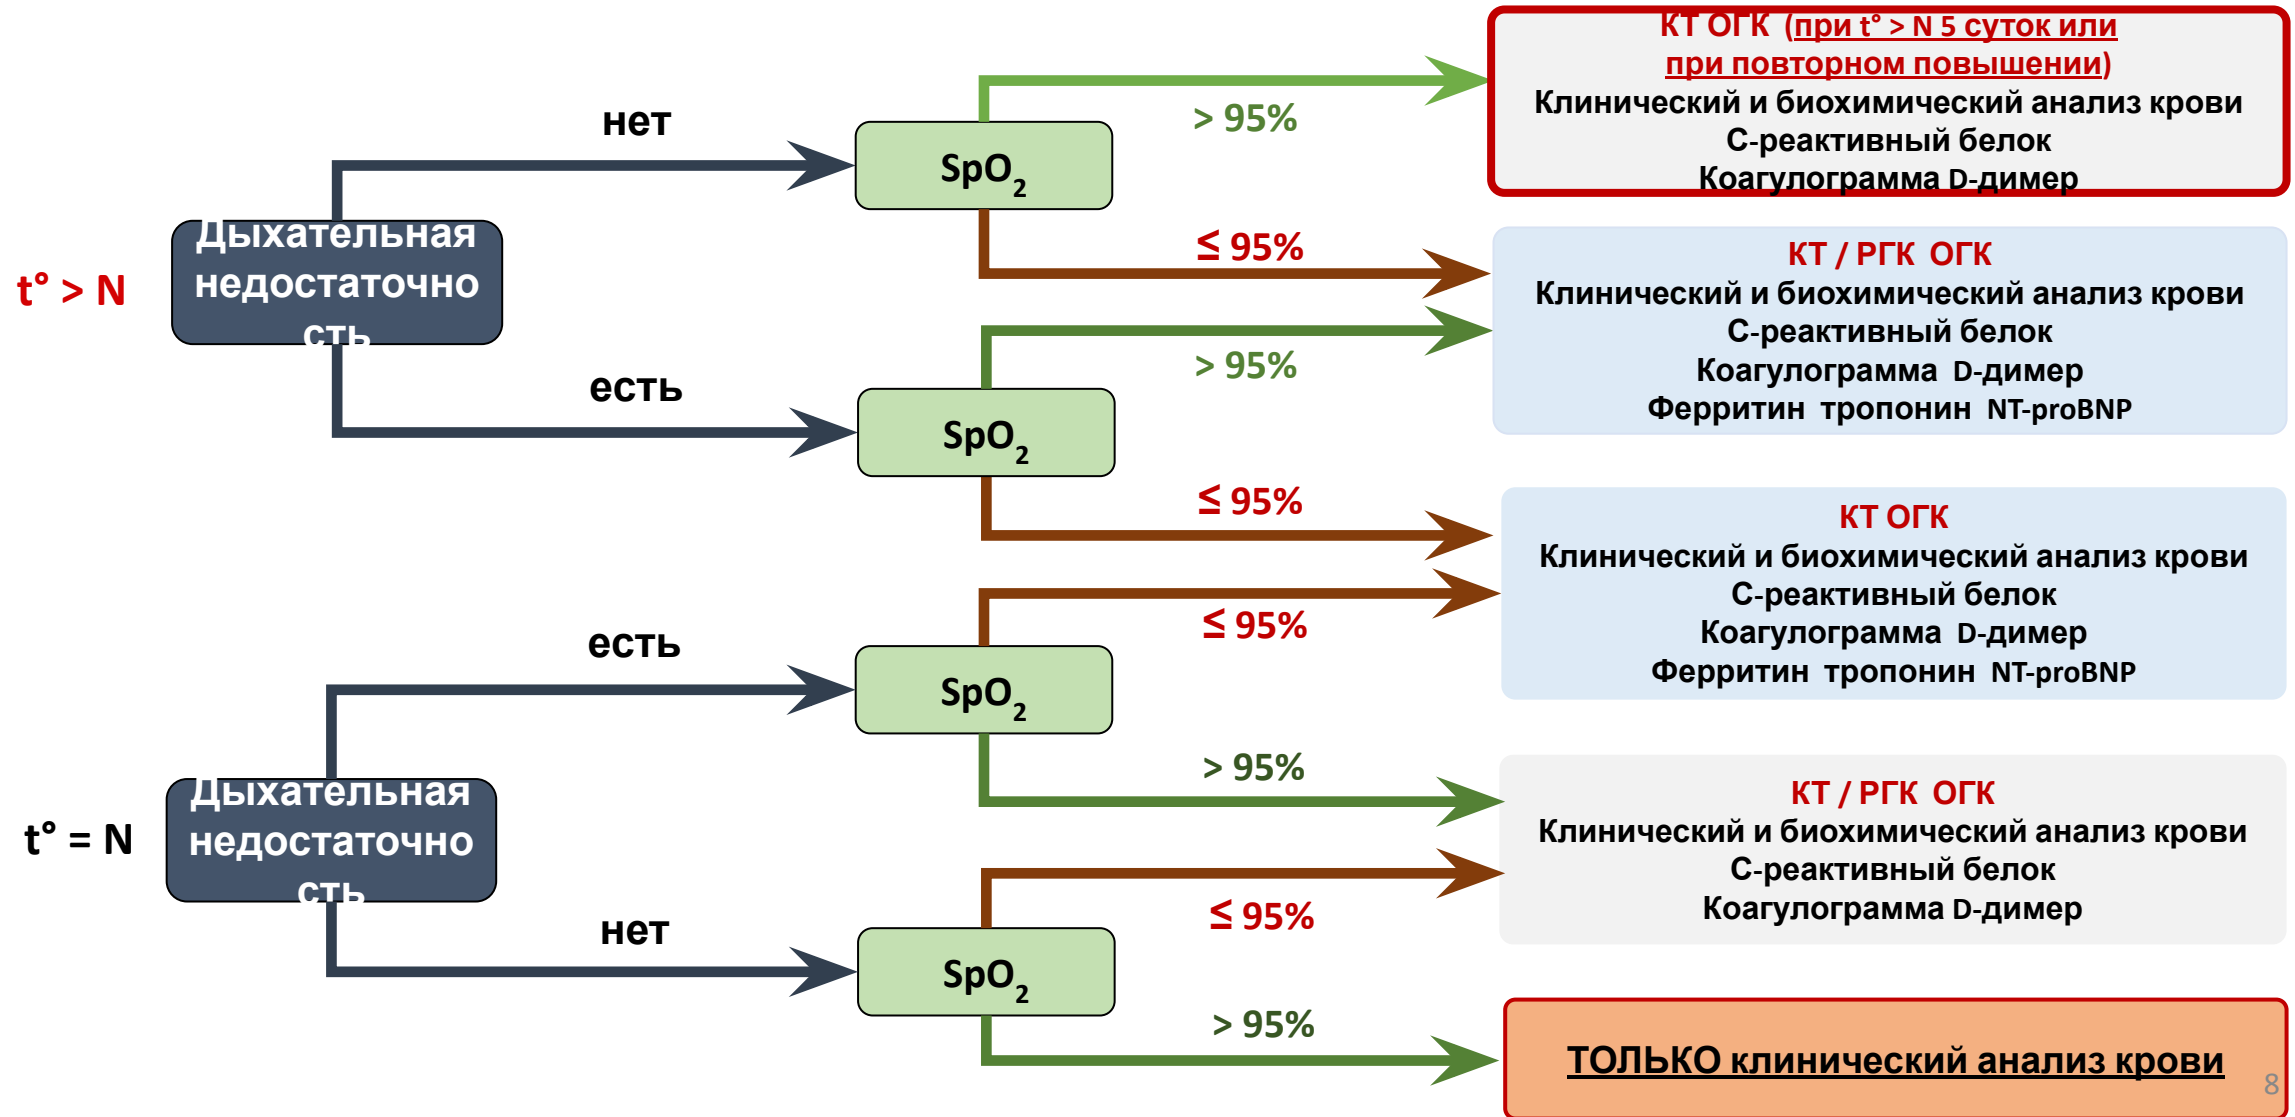 t° > N
Дыхательная
недостаточно
сть
нет
есть
SpO2
> 95%
≤ 95%
SpO2
> 95%
≤ 95%
КТ ОГК (при t° > N 5 суток или
при повторном повышении)
Клинический и биохимический анализ крови
С-реактивный белок
Коагулограмма D-димер
КТ / РГК ОГК
Клинический и биохимический анализ крови
С-реактивный белок
Коагулограмма D-димер
Ферритин тропонин NT-proBNP
КТ ОГК
Клинический и биохимический анализ крови
С-реактивный белок
Коагулограмма D-димер
Ферритин тропонин NT-proBNP
t° = N
Дыхательная
недостаточно
сть
есть
нет
SpO2
≤ 95%
> 95%
SpO2
≤ 95%
> 95%
КТ / РГК ОГК
Клинический и биохимический анализ крови
С-реактивный белок
Коагулограмма D-димер
ТОЛЬКО клинический анализ крови
8